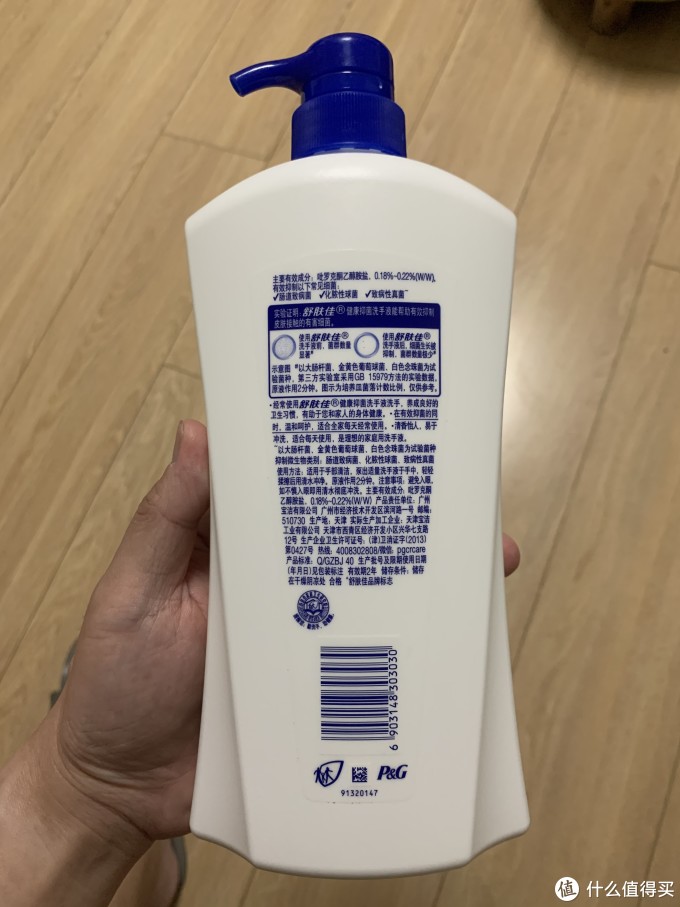 主要有效成分：吡罗克酮乙醇胺盐，0.18%-0.22%(W/W)。
有效抑制以下常见细菌：
✓肠道致病菌 ✓化脓性球菌 ✓致病性真菌
实验证明，舒肤佳®健康抑菌洗手液能帮助有效抑制
皮肤接触的有害细菌。
使用舒肤佳®
洗手液前，菌群数量
显著
使用舒肤佳®
洗手液后，细菌生长被
抑制，菌群数量极少
示意图 *以大肠杆菌、金黄色葡萄球菌、白色念珠菌为试
验菌种，第三方实验室采用GB 15979方法的实验数据，
原液作用2分钟。图示为培养皿菌落计数比例，仅供参考。
·经常使用舒肤佳®健康抑菌洗手液洗手，养成良好的
卫生习惯，有助于您和家人的身体健康。·在有效抑菌的同
时，温和呵护，适合全家每天经常使用。·清香怡人，易于
冲洗，适合每天使用，是理想的家庭用洗手液。
以大肠杆菌、金黄色葡萄球菌、白色念珠菌为试验菌种
抑制微生物类别：肠道致病菌、化脓性球菌、致病性真菌
使用方法：适用于手部清洁，泵出适量洗手液于手中，轻轻
揉擦后用清水冲净。原液作用2分钟。注意事项：避免入眼，
如不慎入眼即用清水彻底冲洗。主要有效成分：吡罗克酮
乙醇胺盐，0.18%-0.22%(W/W) 产品责任单位：广州
宝洁有限公司 广州市经济技术开发区滨河路一号 邮编：
510730 生产地：天津 实际生产加工企业：天津宝洁
工业有限公司 天津市西青区经济开发小区兴华七支路
12号 生产企业卫生许可证号：(津)卫消证字(2013)
第0427号 热线：4008302808/微信：pgcrcare
产品标准：Q/GZBJ 40 生产批号及限期使用日期
(年月日)见包装标注 有效期2年 储存条件：储存
在干燥阴凉处 合格 *舒肤佳品牌标志
6 903148 303030
P&G
91320147
值 什么值得买